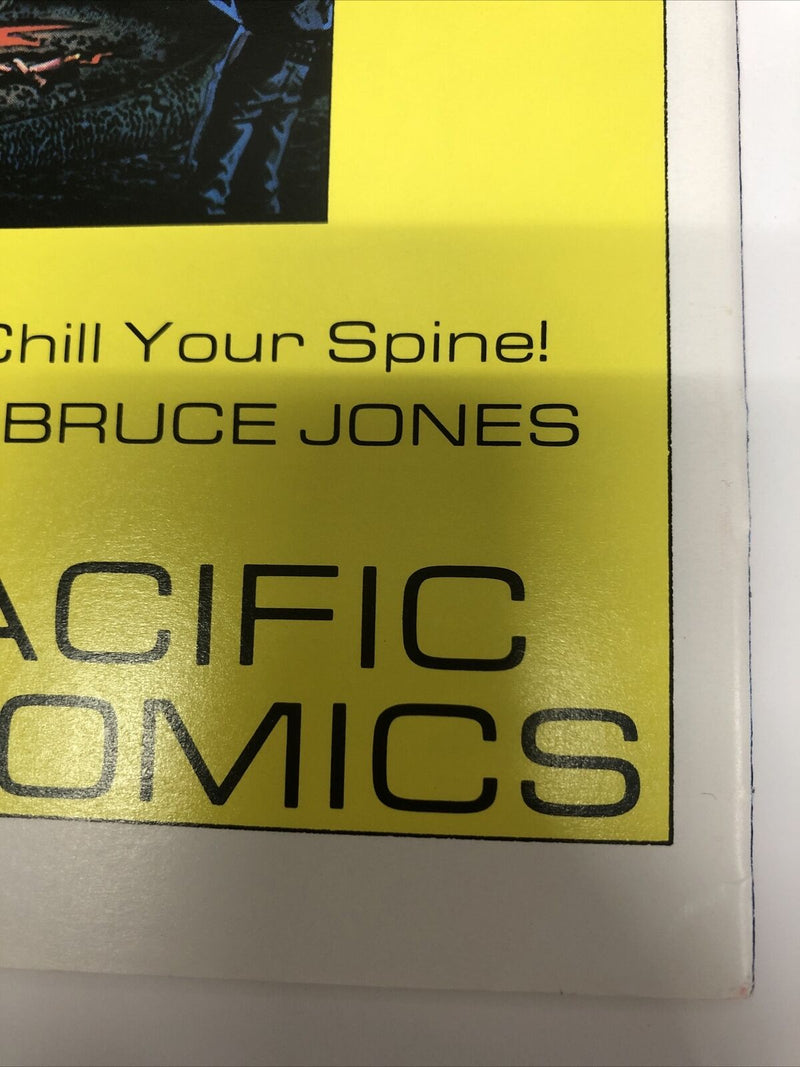 Chill Your Spine!
BRUCE JONES
ACIFIC
OMICS